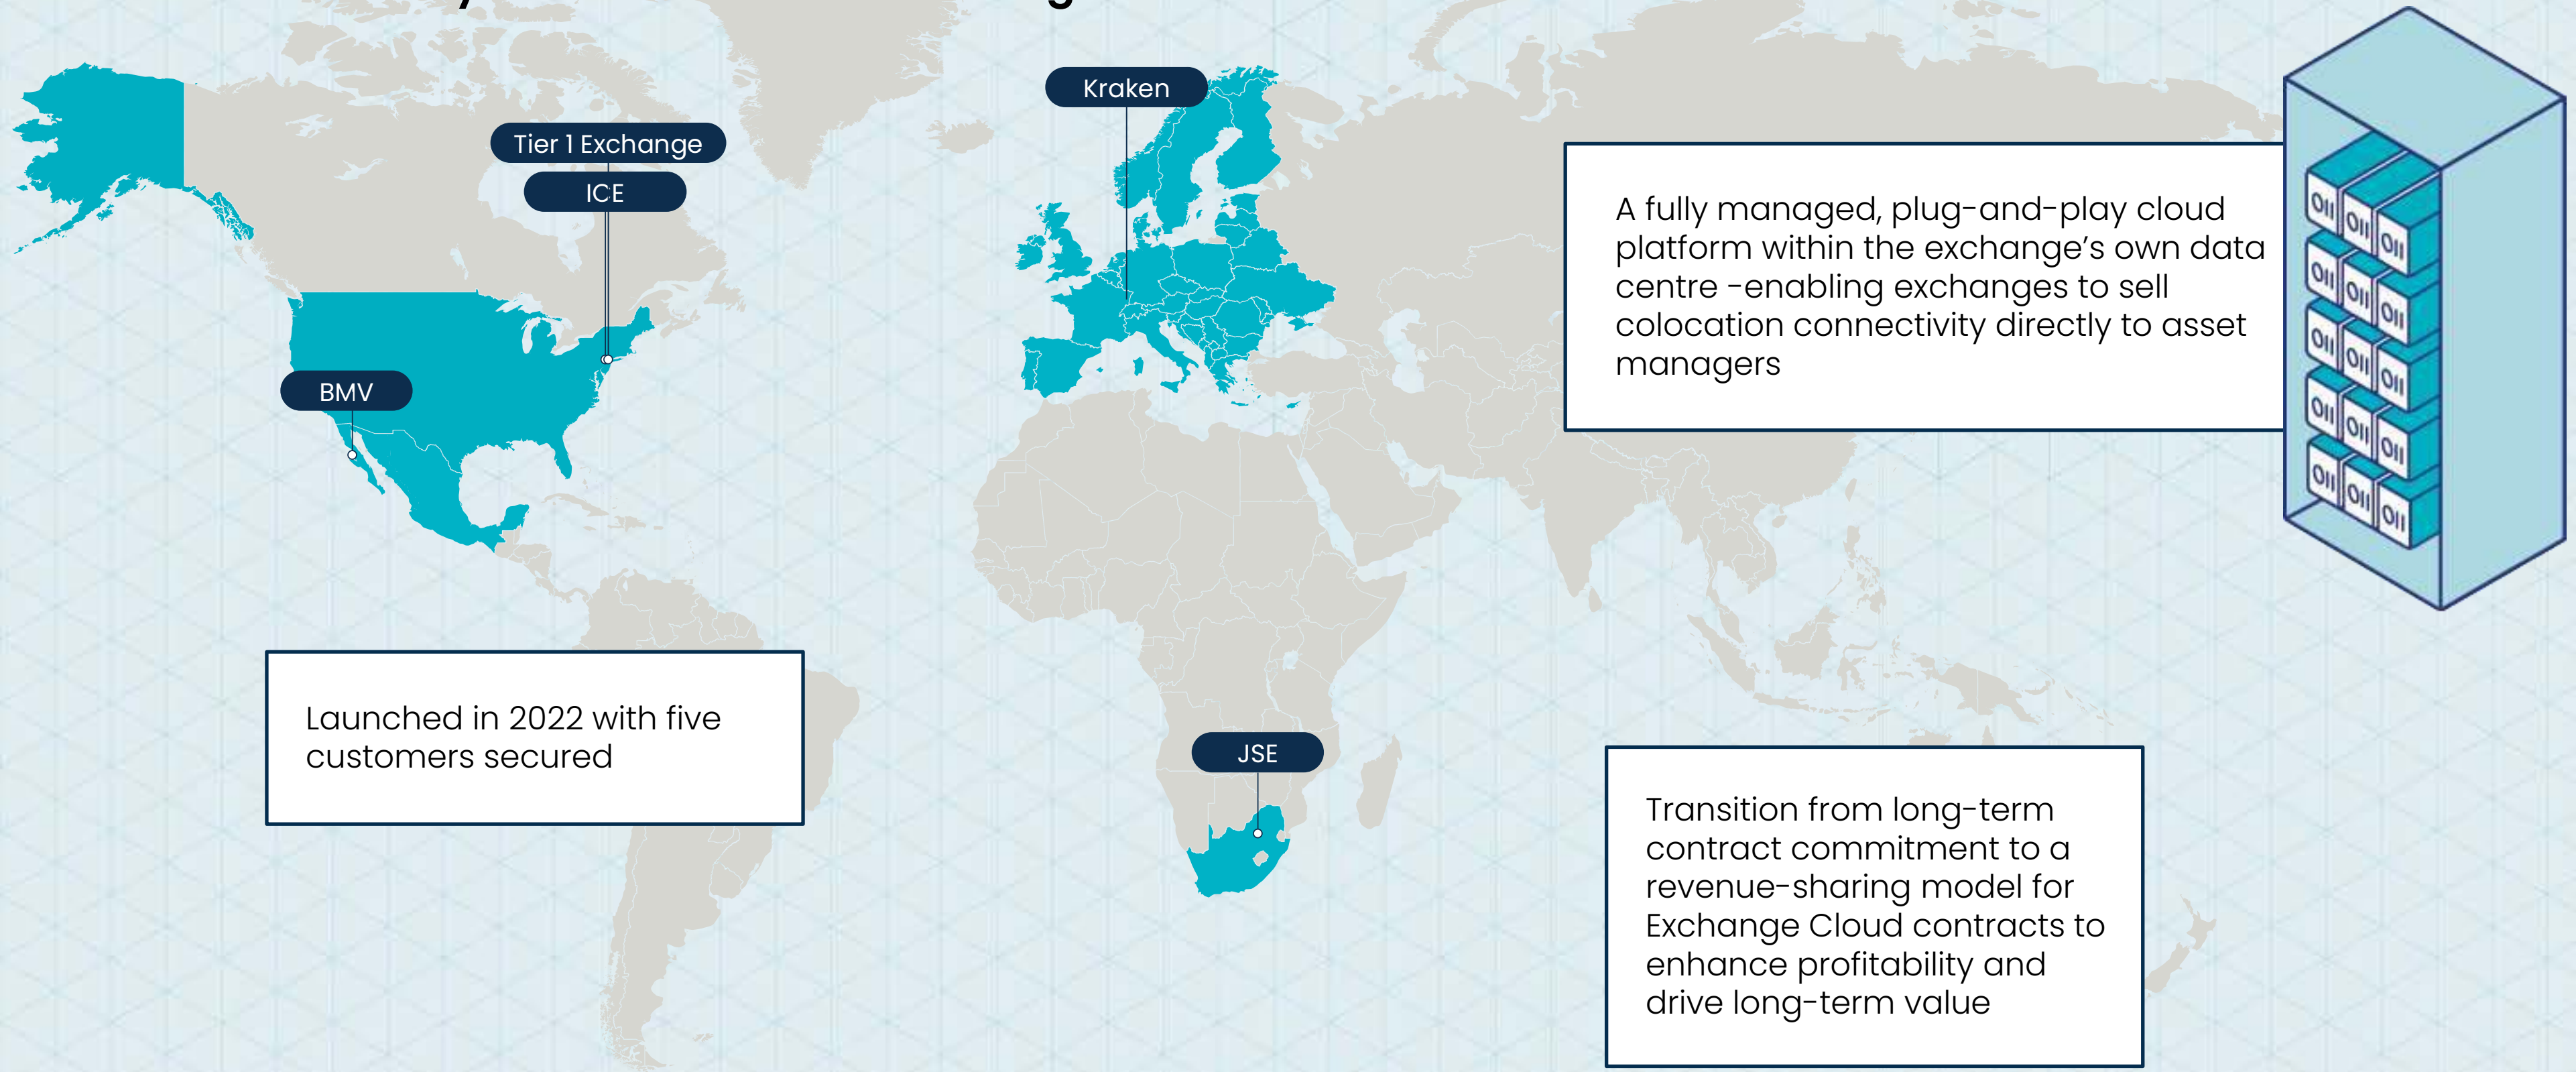 Kraken
Tier 1 Exchange
ICE
BMV
A fully managed, plug-and-play cloud
platform within the exchange's own data
centre -enabling exchanges to sell
colocation connectivity directly to asset
managers
Launched in 2022 with five
customers secured
JSE
Transition from long-term
contract commitment to a
revenue-sharing model for
Exchange Cloud contracts to
enhance profitability and
drive long-term value